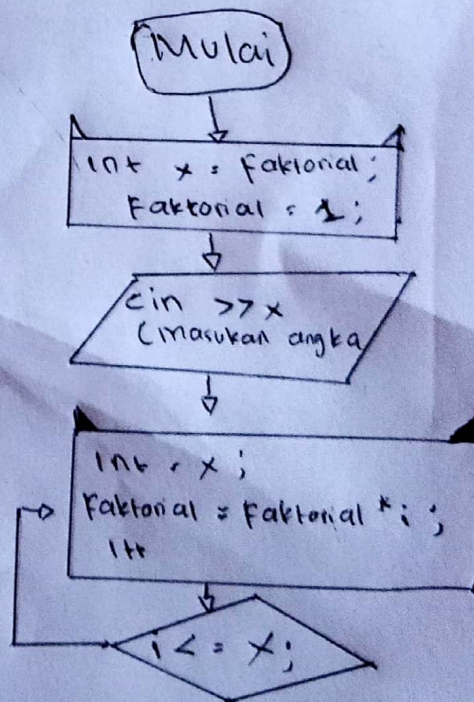 Mulai
int x = Faktorial;
Faktorial = 1;
cin >> x
(masukan angka
Int = x;
Faktorial = Faktorial * i;
i++
i <= x;